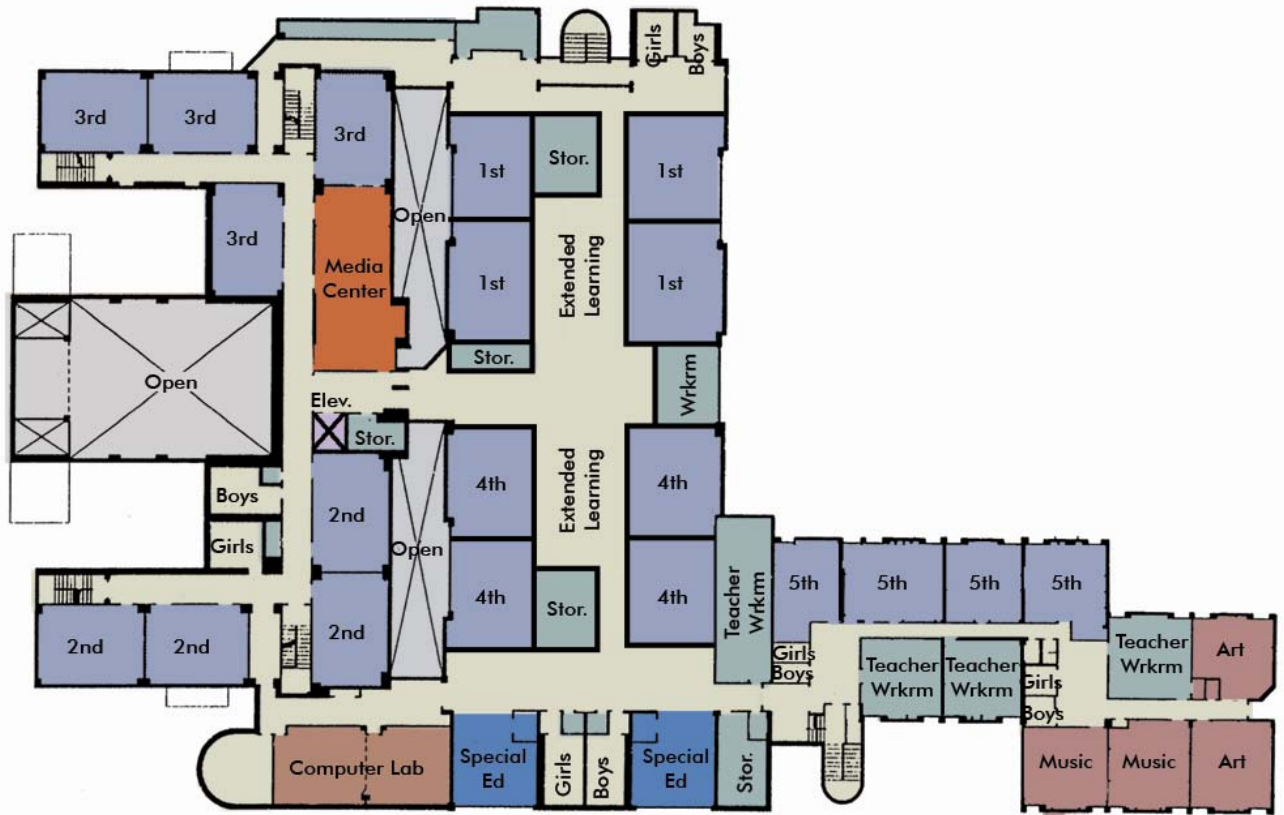 Girls
Boys
3rd
3rd
3rd
1st
Stor.
1st
Open
3rd
Media
Center
1st
Extended
Learning
1st
Stor.
Wrkrm
Open
Elev.
Stor.
Boys
2nd
4th
Extended
Learning
4th
Girls
Open
2nd
2nd
2nd
4th
Stor.
4th
Teacher
Wrkrm
5th
5th
5th
5th
Girls
Boys
Teacher
Wrkrm
Teacher
Wrkrm
Girls
Boys
Teacher
Wrkrm
Art
Computer Lab
Special
Ed
Girls
Boys
Special
Ed
Stor.
Music
Music
Art